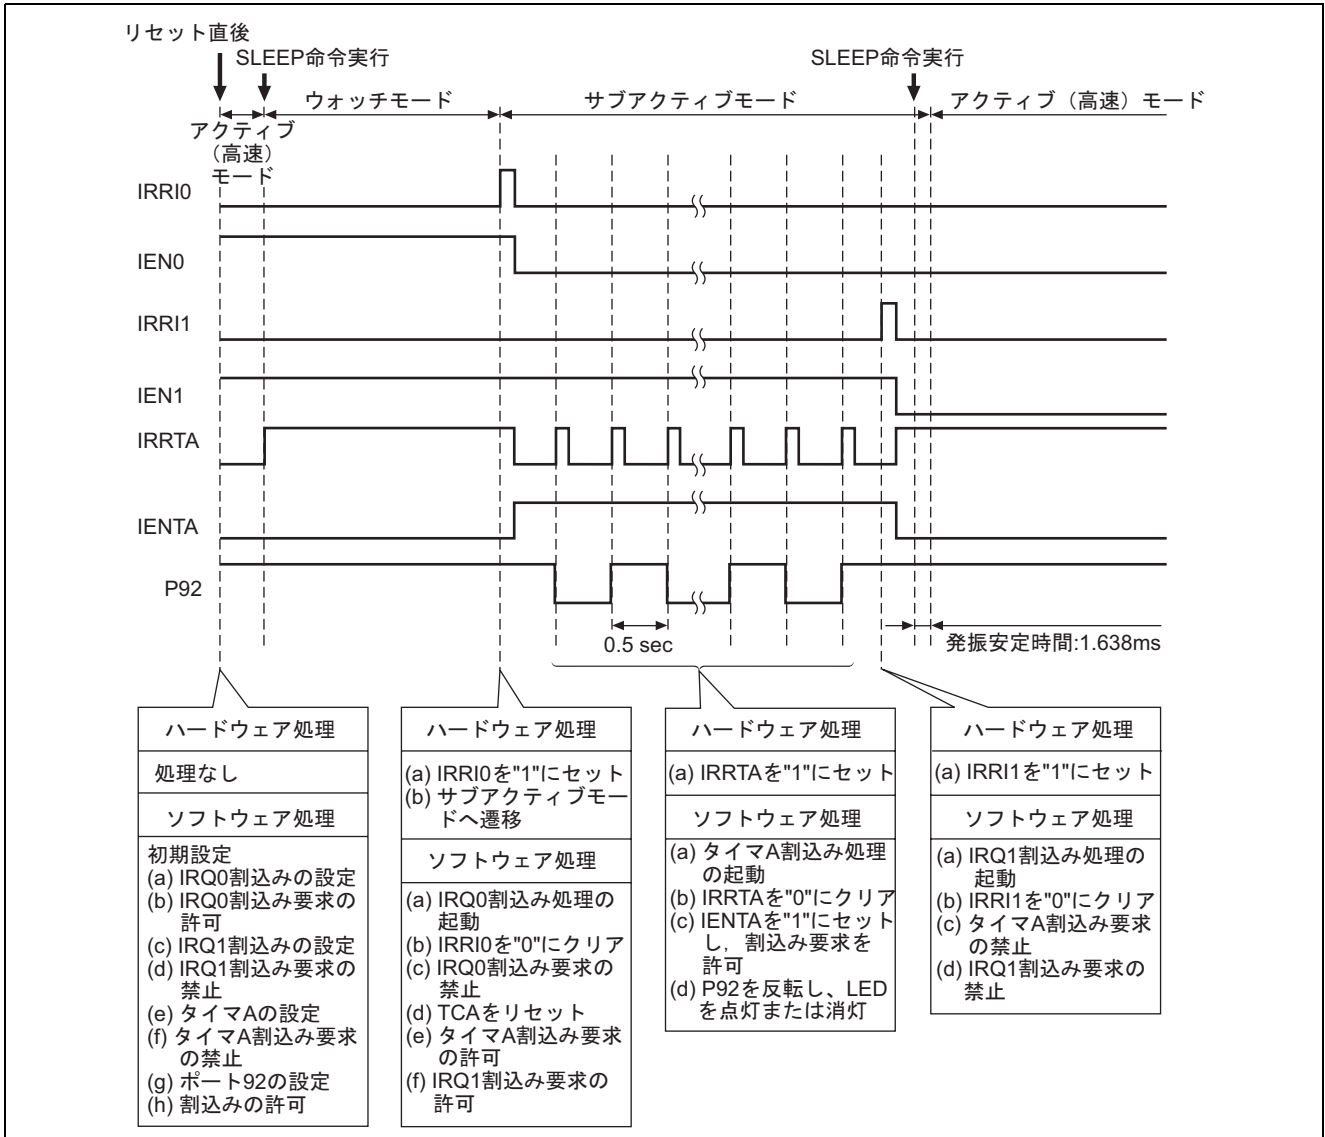 リセット直後
SLEEP命令実行
SLEEP命令実行
ウォッチモード
サブアクティブモード
アクティブ（高速）モード
アクティブ
（高速）
モード
IRRI0
IEN0
IRRI1
IEN1
IRRTA
IENTA
P92
0.5 sec
発振安定時間:1.638ms
ハードウェア処理
処理なし
ソフトウェア処理
初期設定
(a) IRQ0割込みの設定
(b) IRQ0割込み要求の
許可
(c) IRQ1割込みの設定
(d) IRQ1割込み要求の
禁止
(e) タイマAの設定
(f) タイマA割込み要求
の禁止
(g) ポート92の設定
(h) 割込みの許可
ハードウェア処理
(a) IRRI0を"1"にセット
(b) サブアクティブモー
ドへ遷移
ソフトウェア処理
(a) IRQ0割込み処理の
起動
(b) IRRI0を"0"にクリア
(c) IRQ0割込み要求の
禁止
(d) TCAをリセット
(e) タイマA割込み要求
の許可
(f) IRQ1割込み要求の
許可
ハードウェア処理
(a) IRRTAを"1"にセット
ソフトウェア処理
(a) タイマA割込み処理
の起動
(b) IRRTAを"0"にクリア
(c) IENTAを"1"にセット
し，割込み要求を
許可
(d) P92を反転し、LED
を点灯または消灯
ハードウェア処理
(a) IRRI1を"1"にセット
ソフトウェア処理
(a) IRQ1割込み処理の
起動
(b) IRRI1を"0"にクリア
(c) タイマA割込み要求
の禁止
(d) IRQ1割込み要求の
禁止